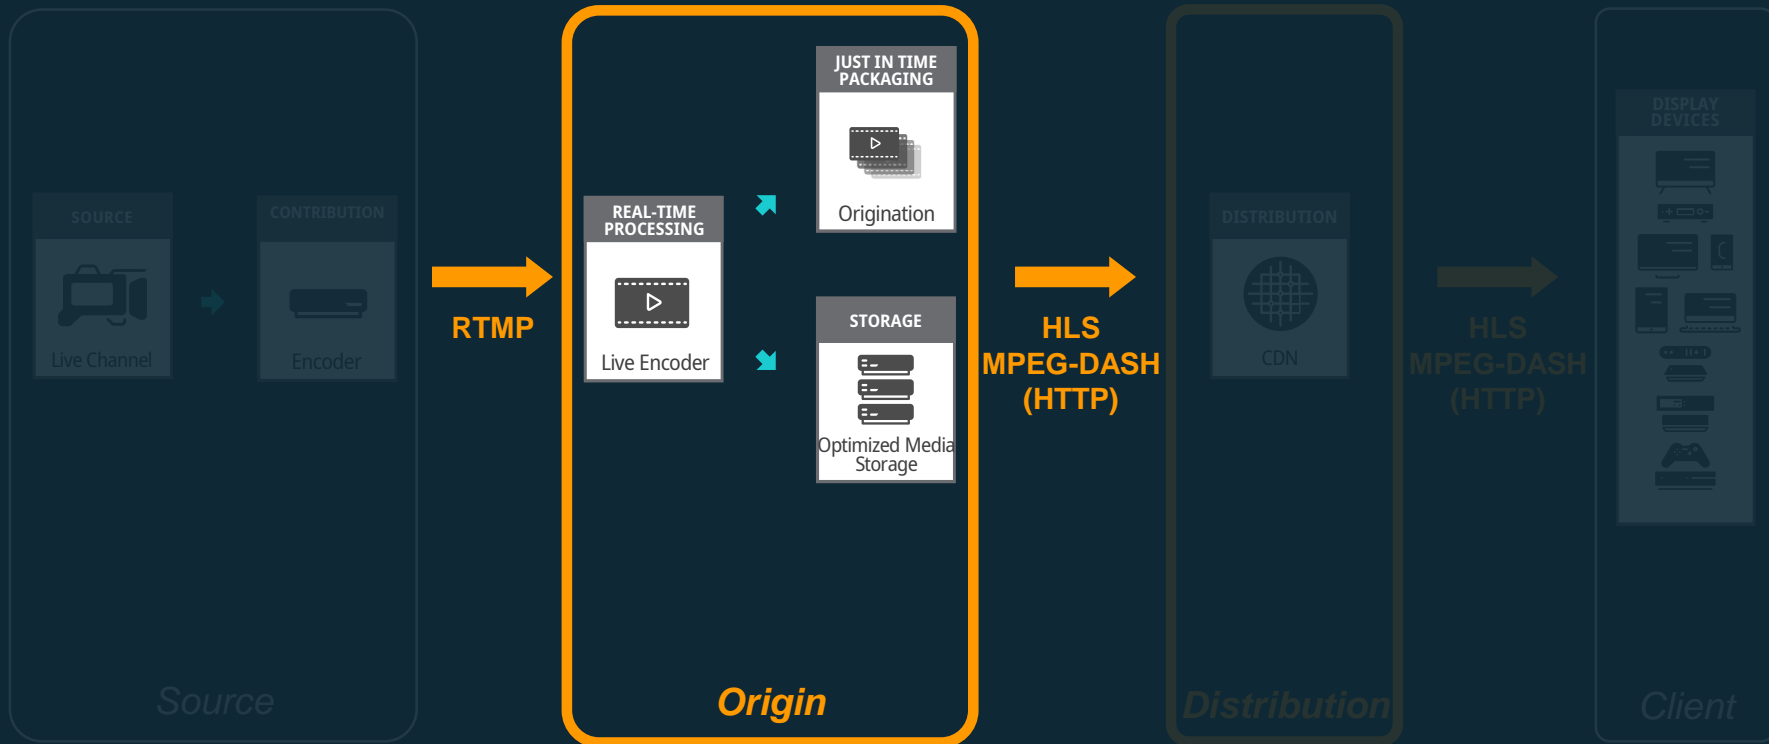 SOURCE
Live Channel
CONTRIBUTION
Encoder
Source
RTMP
REAL-TIME
PROCESSING
Live Encoder
JUST IN TIME
PACKAGING
Origination
STORAGE
Optimized Media
Storage
Origin
HLS
MPEG-DASH
(HTTP)
DISTRIBUTION
CDN
Distribution
HLS
MPEG-DASH
(HTTP)
DISPLAY
DEVICES
Client